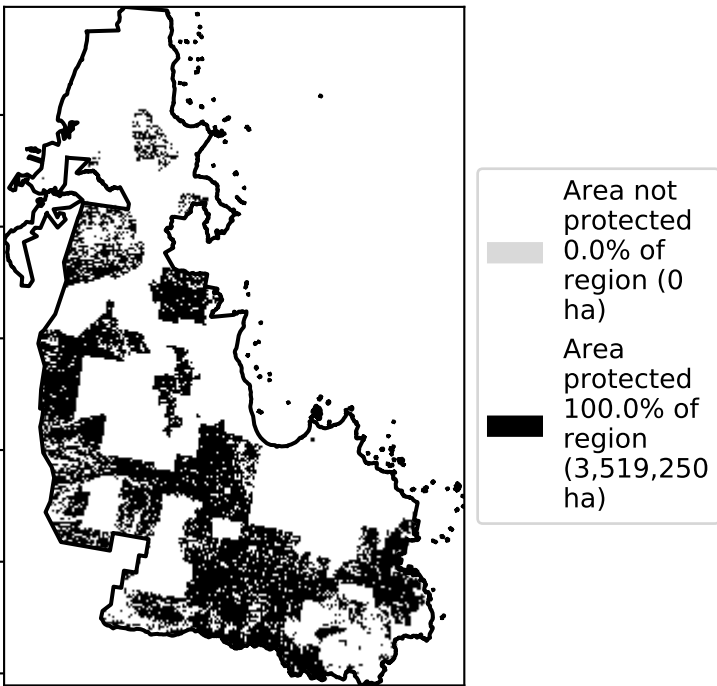 Area not
protected
0.0% of
region (0
ha)
Area
protected
100.0% of
region
(3,519,250
ha)